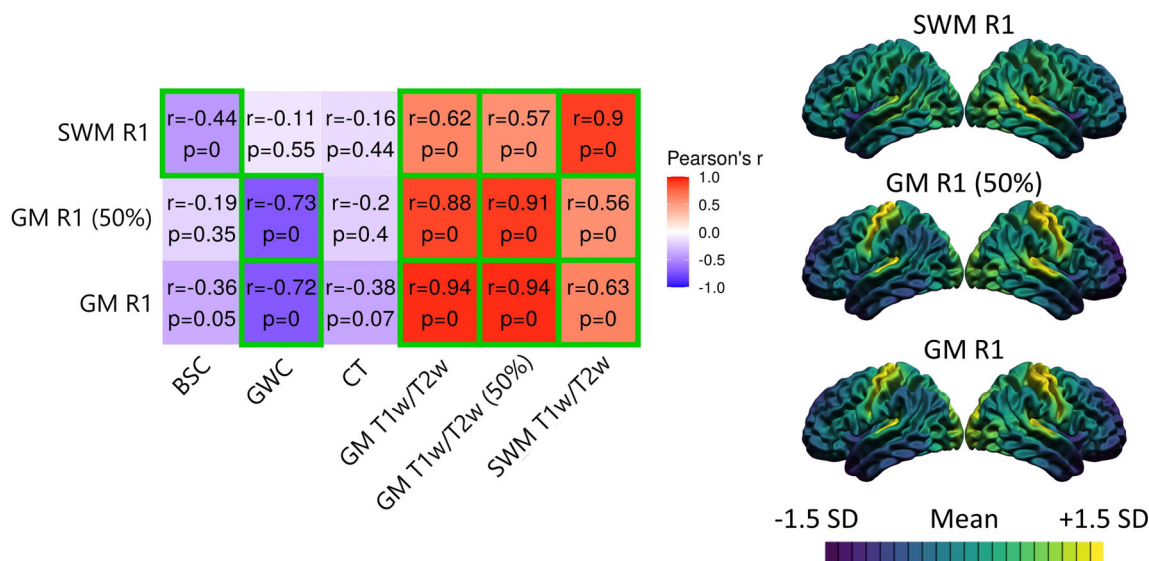 SWM R1
r=-0.44 r=-0.11 r=-0.16 r=0.62 r=0.57 r=0.9
p=0 p=0.55 p=0.44 p=0 p=0 p=0
GM R1 (50%)
r=-0.19 r=-0.73 r=-0.2 r=0.88 r=0.91 r=0.56
p=0.35 p=0 p=0.4 p=0 p=0 p=0
GM R1
r=-0.36 r=-0.72 r=-0.38 r=0.94 r=0.94 r=0.63
p=0.05 p=0 p=0.07 p=0 p=0 p=0
BSC
GWC
CT
GM T1w/T2w
GM T1w/T2w (50%)
SWM T1w/T2w
Pearson's r
1.0
0.5
0.0
-0.5
-1.0
SWM R1
GM R1 (50%)
GM R1
-1.5 SD Mean +1.5 SD